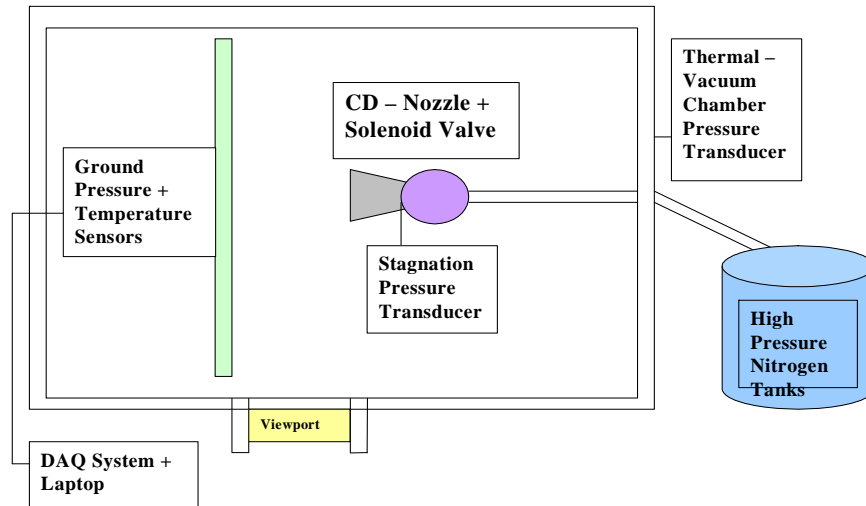 Thermal –
Vacuum
Chamber
Pressure
Transducer
CD – Nozzle +
Solenoid Valve
Ground
Pressure +
Temperature
Sensors
Stagnation
Pressure
Transducer
High
Pressure
Nitrogen
Tanks
Viewport
DAQ System +
Laptop